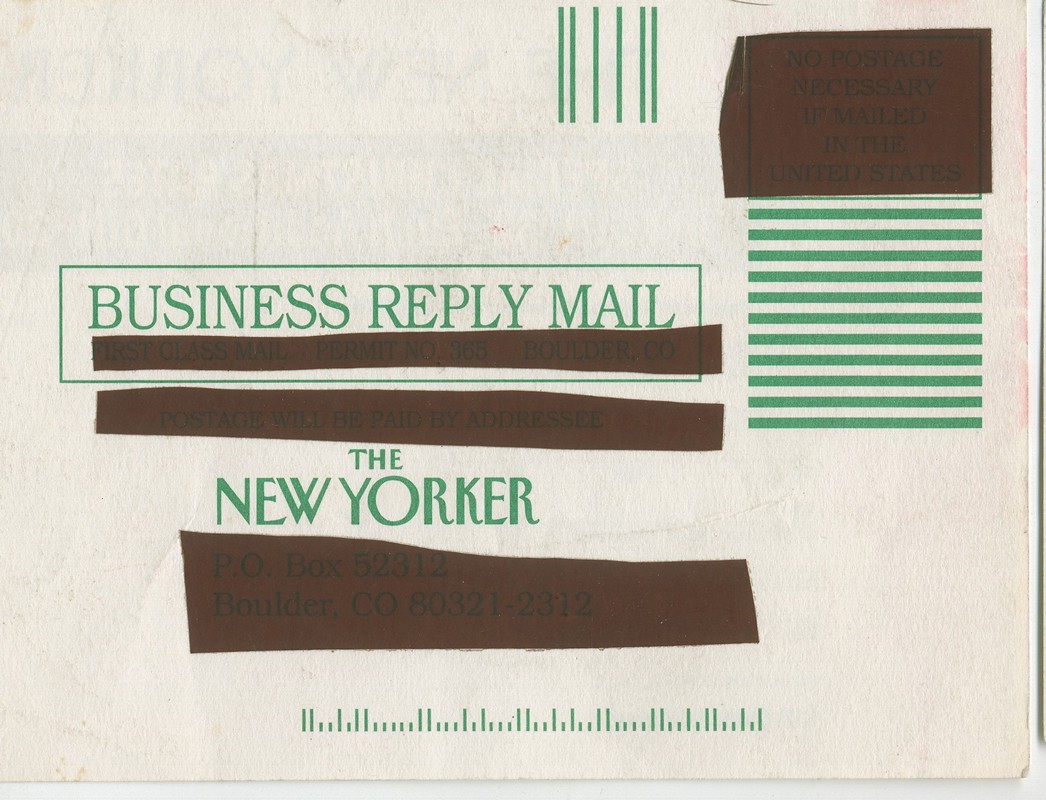 NO POSTAGE
NECESSARY
IF MAILED
IN THE
UNITED STATES
BUSINESS REPLY MAIL
FIRST CLASS MAIL PERMIT NO. 365 BOULDER, CO
POSTAGE WILL BE PAID BY ADDRESSEE
THE
NEW YORKER
P.O. Box 52312
Boulder, CO 80321-2312